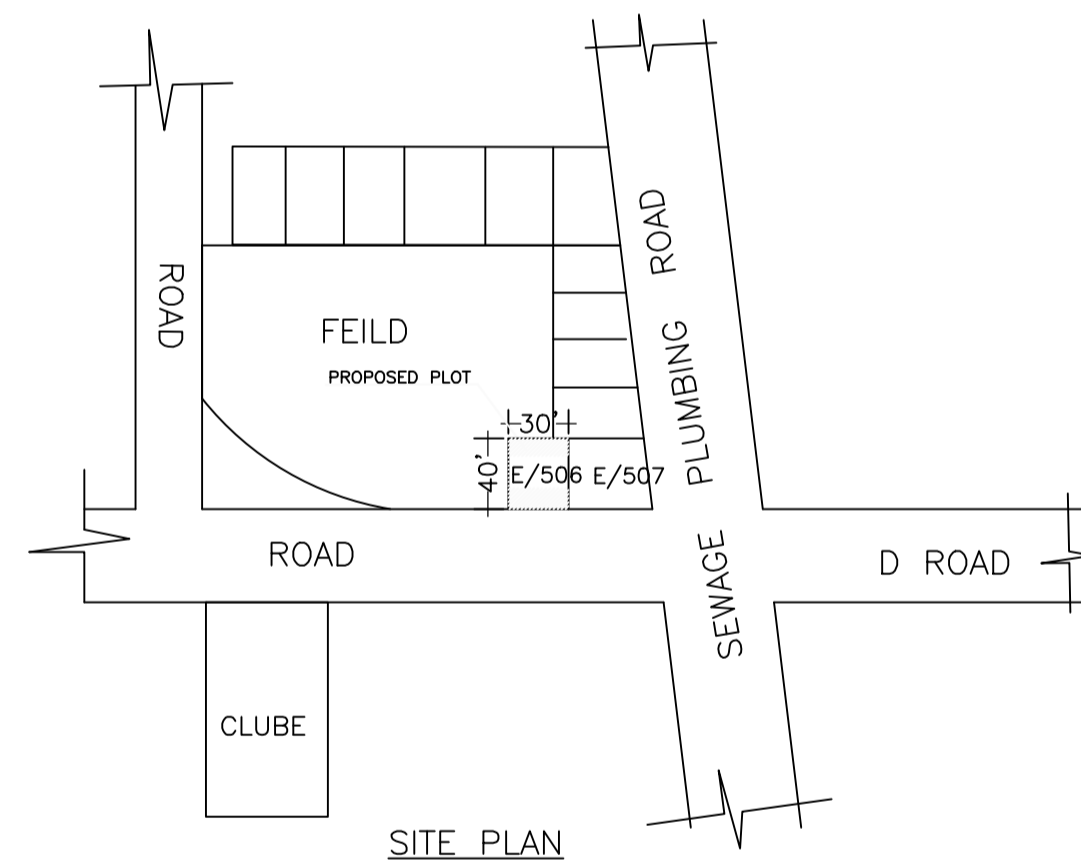 ROAD
FEILD
PROPOSED PLOT
30'
40'
E/506
E/507
SEWAGE PLUMBING ROAD
ROAD
D ROAD
CLUBE
SITE PLAN